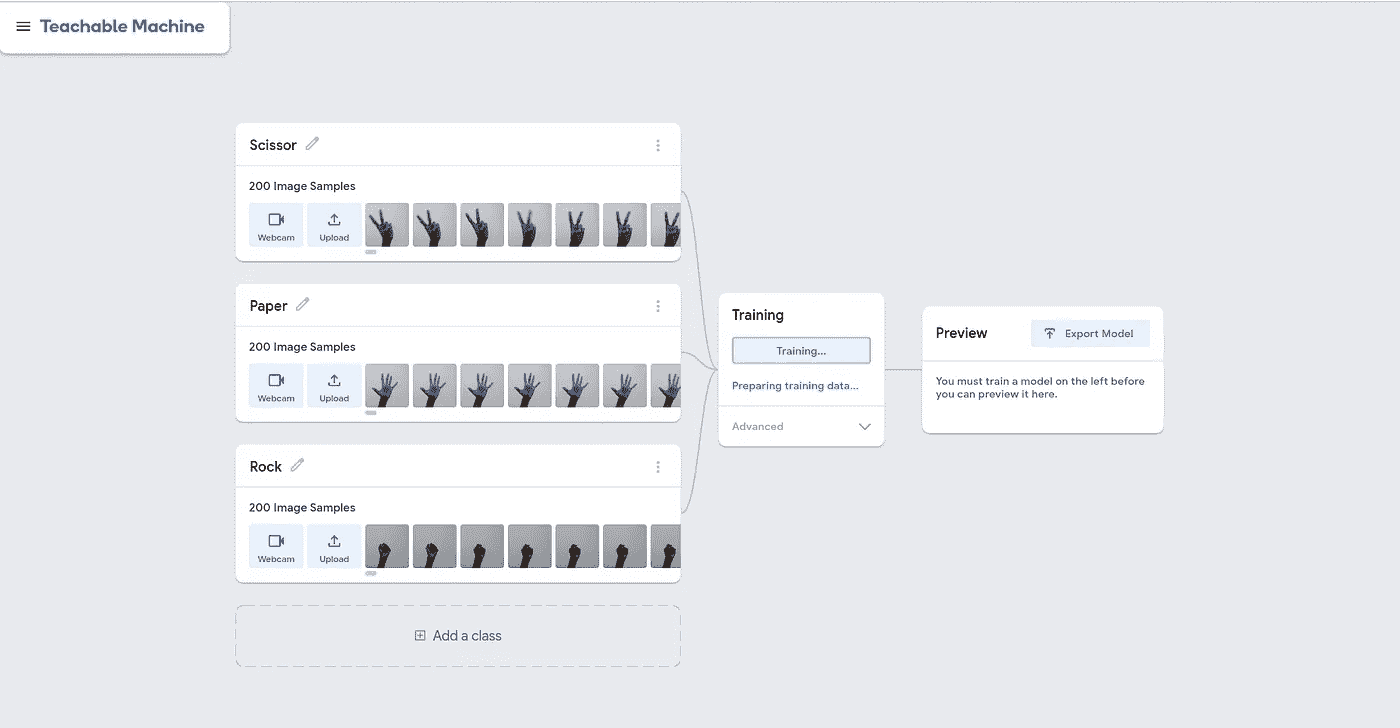 Teachable Machine
Scissor
200 Image Samples
Webcam
Upload
Paper
200 Image Samples
Webcam
Upload
Rock
200 Image Samples
Webcam
Upload
Add a class
Training
Training...
Preparing training data...
Advanced
Preview
Export Model
You must train a model on the left before
you can preview it here.